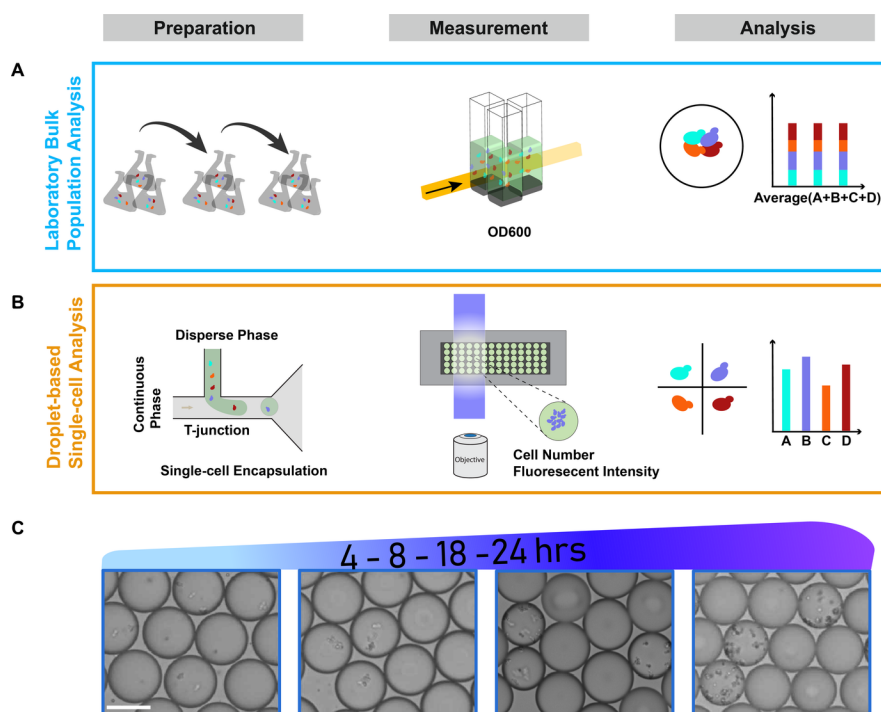 Preparation
Measurement
Analysis
A
Laboratory Bulk
Population Analysis
OD600
Average(A+B+C+D)
B
Droplet-based
Single-cell Analysis
Disperse Phase
Continuous
Phase
T-junction
Single-cell Encapsulation
Objective
Cell Number
Fluoresecent Intensity
A B C D
C
4 - 8 - 18 -24 hrs